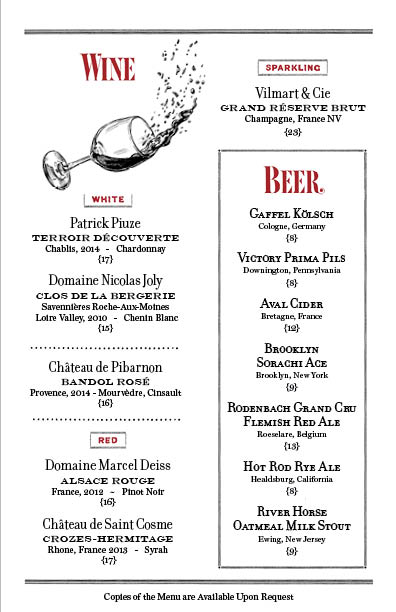 WINE
WHITE
Patrick Piuze
TERROIR DÉCOUVERTE
Chablis, 2014 - Chardonnay
{17}
Domaine Nicolas Joly
CLOS DE LA BERGERIE
Savennières Roche-Aux-Moines
Loire Valley, 2010 - Chenin Blanc
{15}
Château de Pibarnon
BANDOL ROSÉ
Provence, 2014 - Mourvèdre, Cinsault
{16}
RED
Domaine Marcel Deiss
ALSACE ROUGE
France, 2012 - Pinot Noir
{16}
Château de Saint Cosme
CROZES-HERMITAGE
Rhone, France 2013 - Syrah
{17}
SPARKLING
Vilmart & Cie
GRAND RÉSERVE BRUT
Champagne, France NV
{23}
BEER,
GAFFEL KÖLSCH
Cologne, Germany
{8}
VICTORY PRIMA PILS
Downington, Pennsylvania
{8}
AVAL CIDER
Bretagne, France
{12}
BROOKLYN
SORACHI ACE
Brooklyn, New York
{9}
RODENBACH GRAND CRU
FLEMISH RED ALE
Roeselare, Belgium
{13}
HOT ROD RYE ALE
Healdsburg, California
{8}
RIVER HORSE
OATMEAL MILK STOUT
Ewing, New Jersey
{9}
Copies of the Menu are Available Upon Request